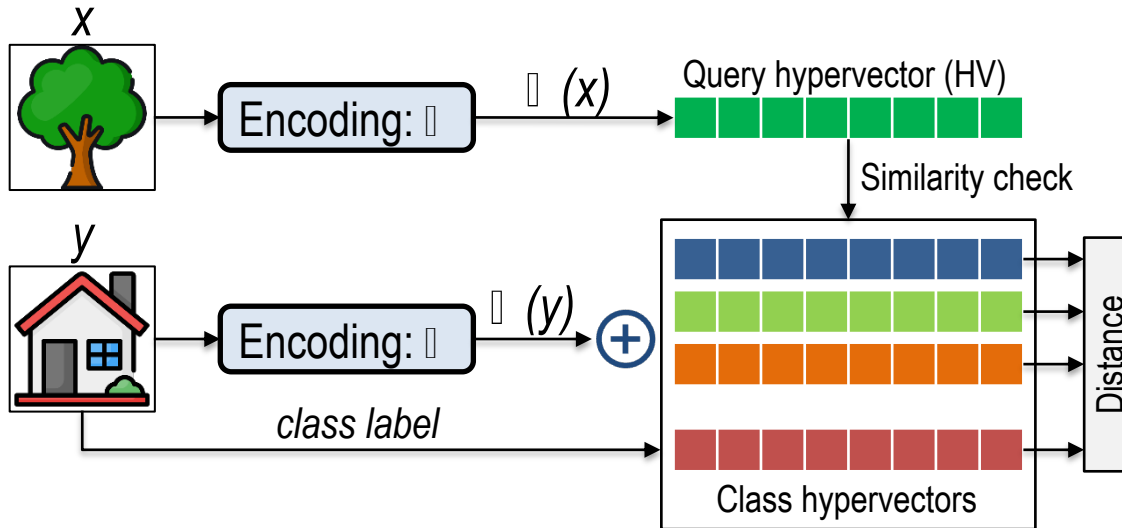 x
Encoding: 
 (x)
Query hypervector (HV)
Similarity check
y
Encoding: 
 (y)
class label
Class hypervectors
Distance